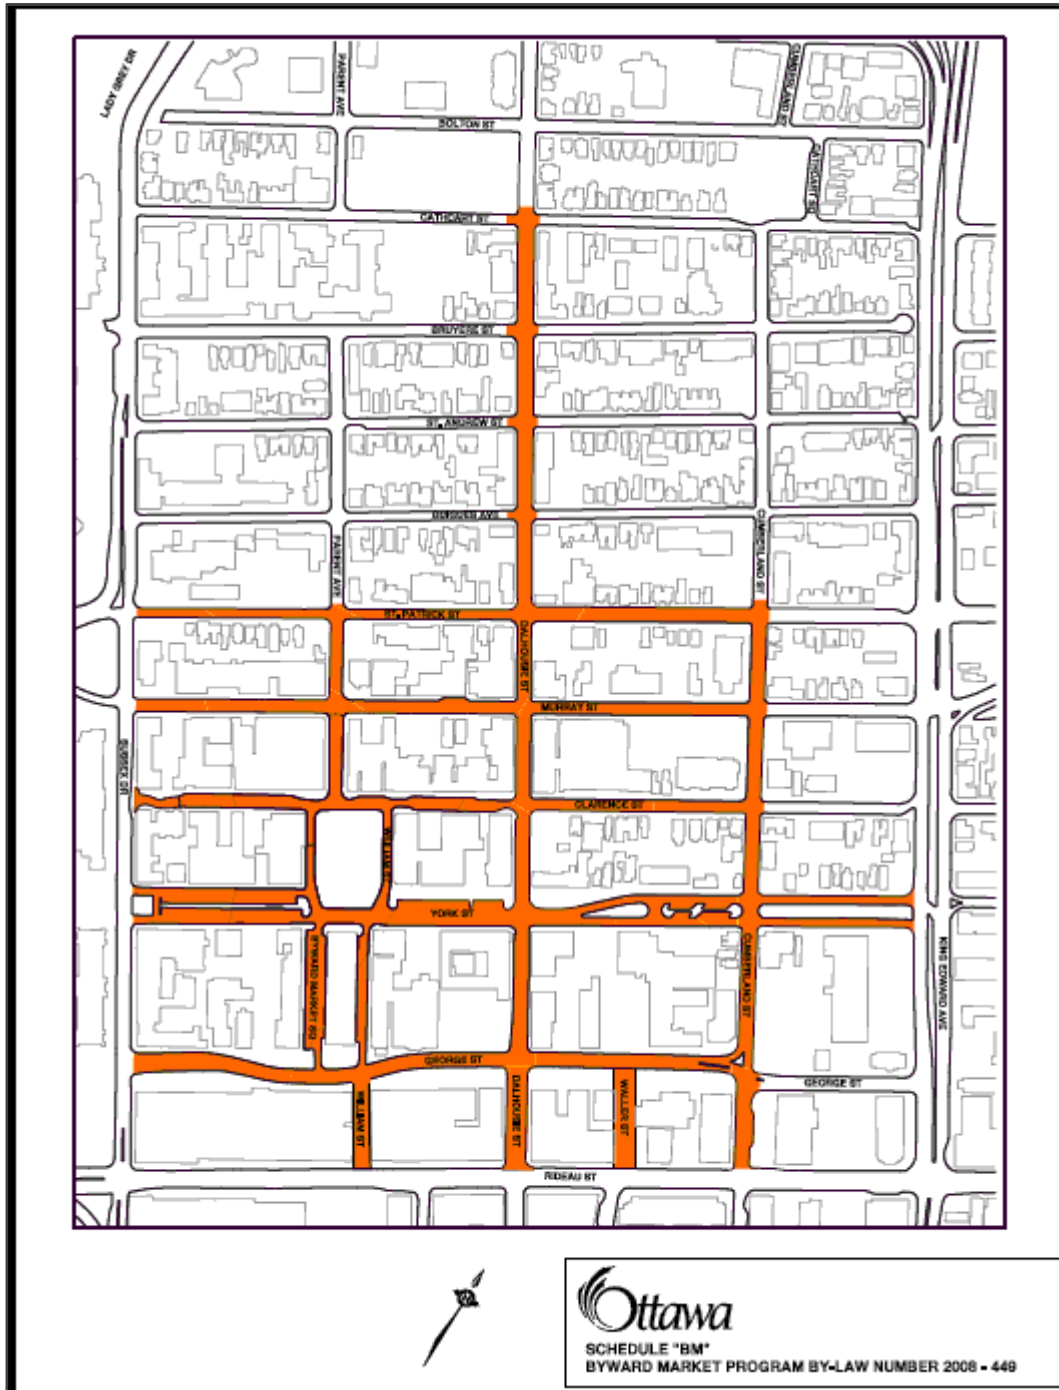 LADY GREY DR
PARENT AVE
CUMBERLAND ST
BOLTON ST
CATHCART SQ
CATHCART ST
BRUYERE ST
ST. ANDREW ST
GUIGUES AVE
PARENT AVE
CUMBERLAND ST
ST. PATRICK ST
DALHOUSIE ST
MURRAY ST
SUSSEX DR
CLARENCE ST
YORK ST
BYWARD MARKET SQ
CUMBERLAND ST
KING EDWARD AVE
GEORGE ST
GEORGE ST
WILLIAM ST
DALHOUSIE ST
WALLER ST
RIDEAU ST
Ottawa
SCHEDULE "BM"
BYWARD MARKET PROGRAM BY-LAW NUMBER 2008 - 449